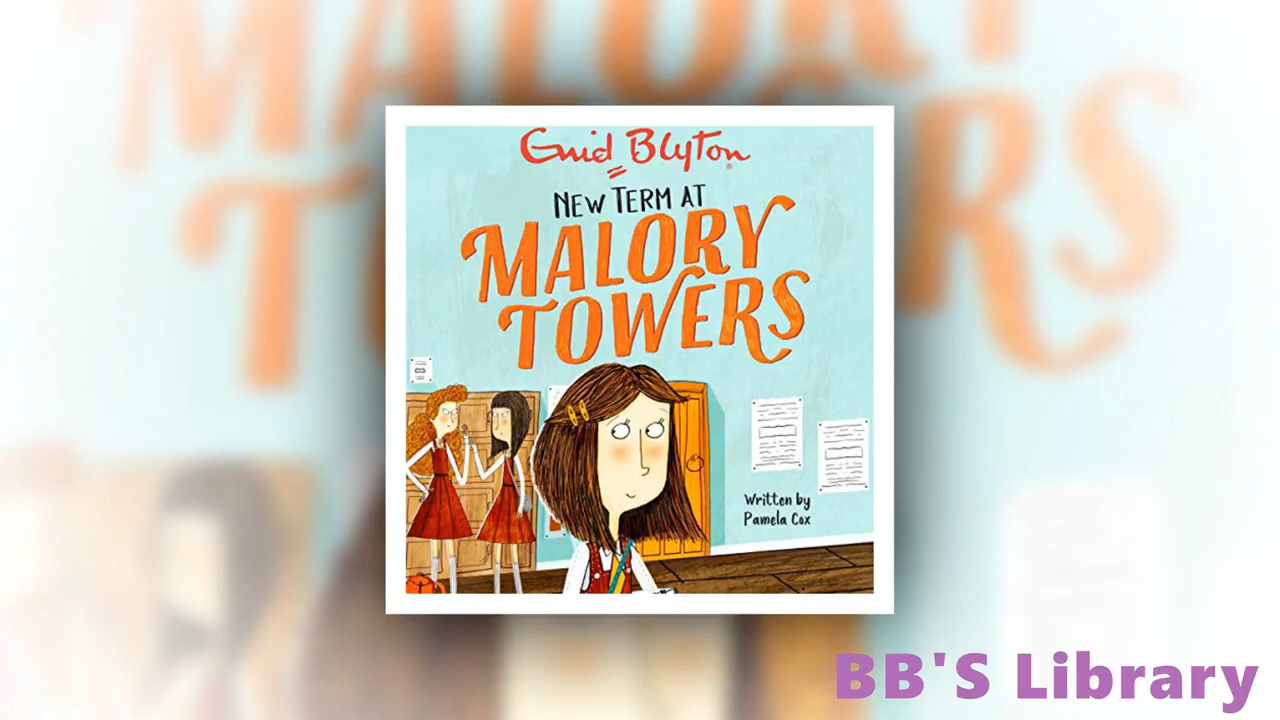 Enid Blyton®
NEW TERM AT
MALORY
TOWERS
Written by
Pamela Cox
BB'S Library